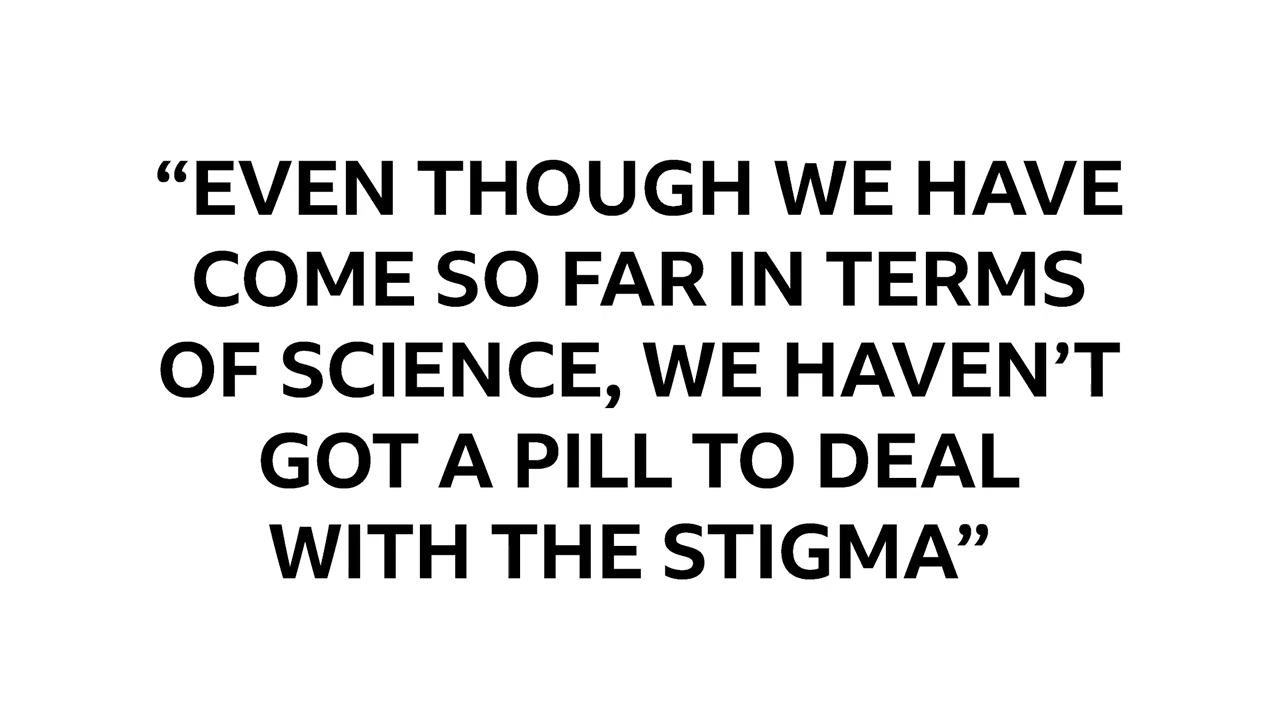 “EVEN THOUGH WE HAVE
COME SO FAR IN TERMS
OF SCIENCE, WE HAVEN’T
GOT A PILL TO DEAL
WITH THE STIGMA”